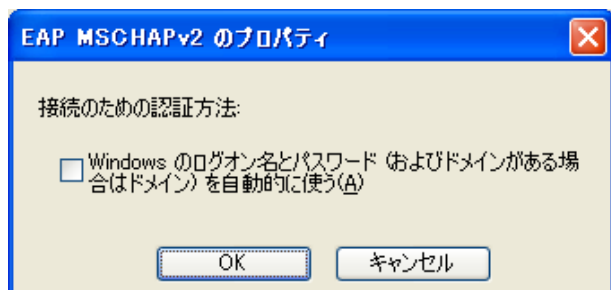 EAP MSCHAPv2 のプロパティ
接続のための認証方法:
Windows のログオン名とパスワード (およびドメインがある場
合はドメイン) を自動的に使う(A)
OK
キャンセル